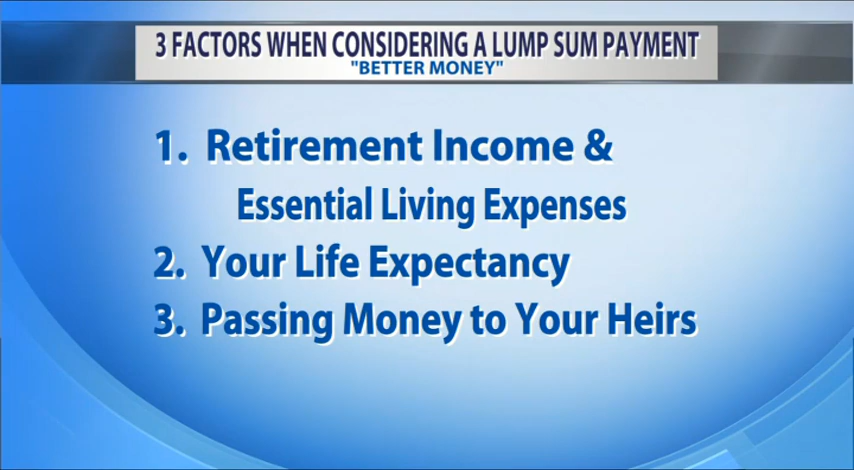 3 FACTORS WHEN CONSIDERING A LUMP SUM PAYMENT
"BETTER MONEY"
1. Retirement Income &
Essential Living Expenses
2. Your Life Expectancy
3. Passing Money to Your Heirs